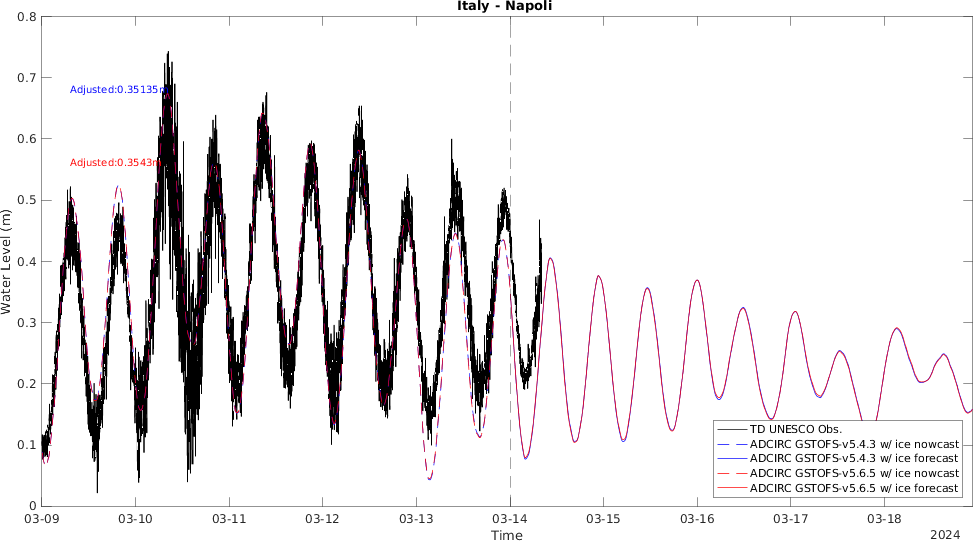 Italy - Napoli
0.8
0.7
0.6
0.5
0.4
0.3
0.2
0.1
0
Water Level (m)
Adjusted:0.35135m
Adjusted:0.3543m
TD UNESCO Obs.
ADCIRC GSTOFS-v5.4.3 w/ ice nowcast
ADCIRC GSTOFS-v5.4.3 w/ ice forecast
ADCIRC GSTOFS-v5.6.5 w/ ice nowcast
ADCIRC GSTOFS-v5.6.5 w/ ice forecast
03-09 03-10 03-11 03-12 03-13 03-14 03-15 03-16 03-17 03-18
Time
2024